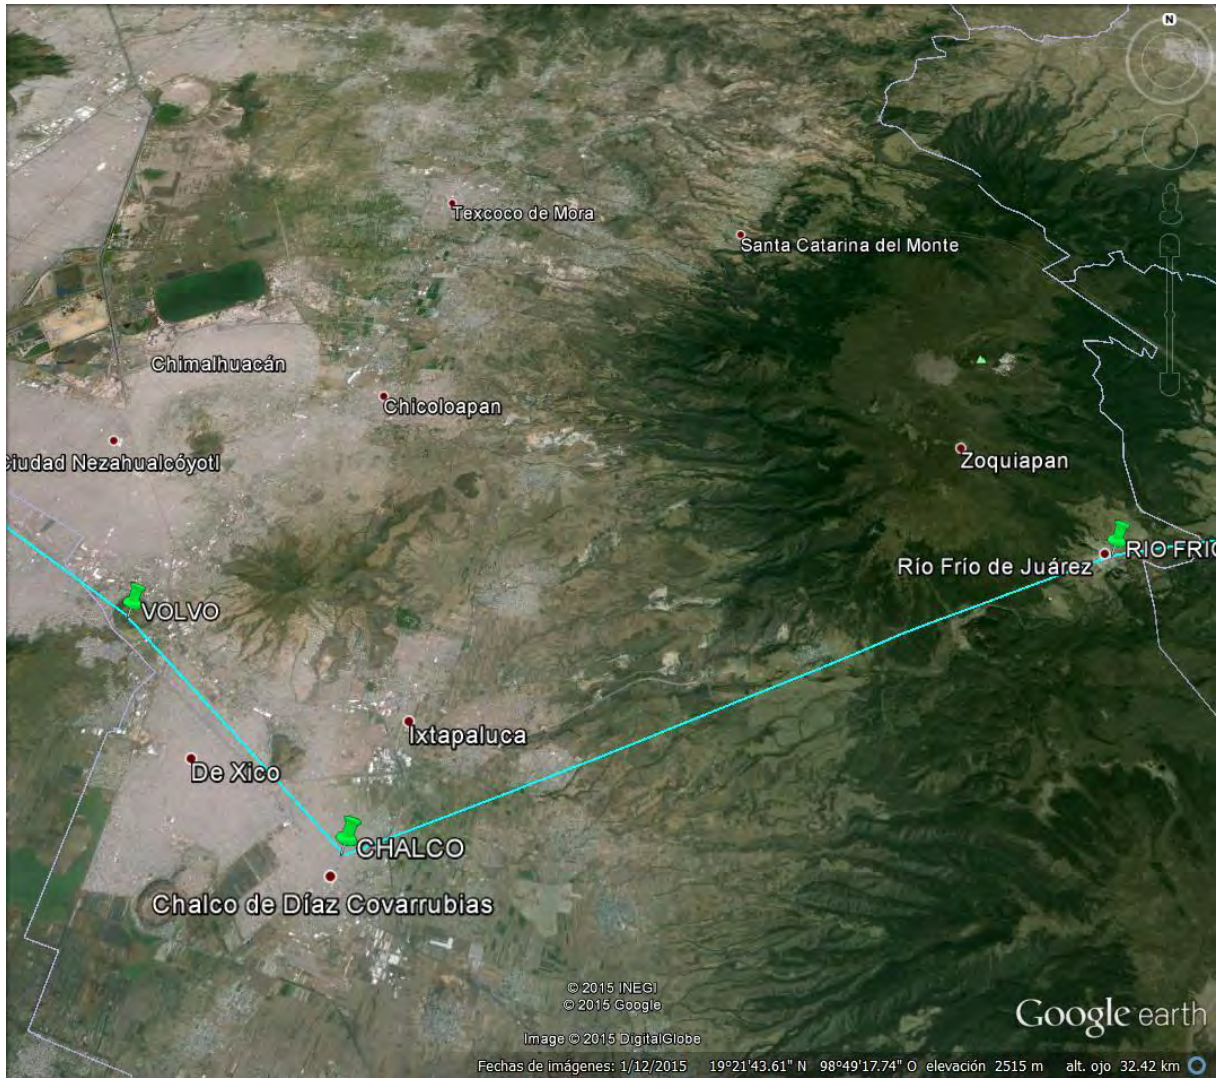 N
Texcoco de Mora
Santa Catarina del Monte
Chimalhuacán
Chicoloapan
Ciudad Nezahualcóyotl
Zoquiapan
RIO FRIO
Río Frío de Juárez
VOLVO
Ixtapaluca
De Xico
CHALCO
Chalco de Díaz Covarrubias
© 2015 INEGI
© 2015 Google
Google earth
Image © 2015 DigitalGlobe
Fechas de imágenes: 1/12/2015 19°21'43.61" N 98°49'17.74" O elevación 2515 m alt. ojo 32.42 km